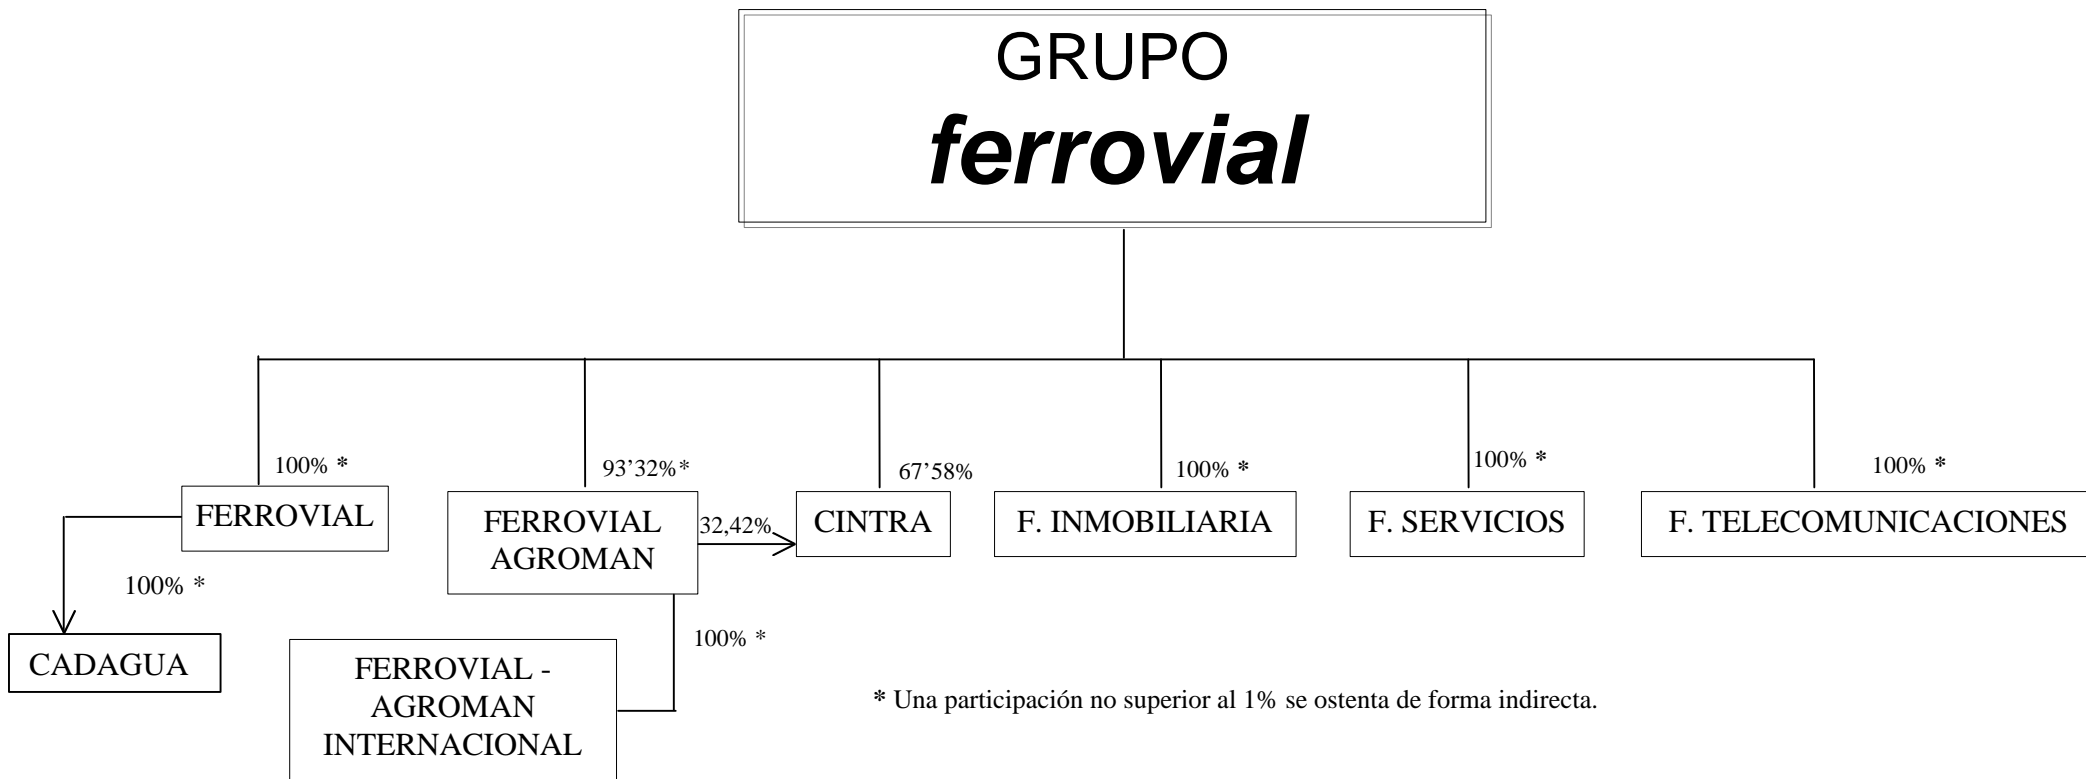 GRUPO
ferrovial
100% *
93’32%*
67’58%
100% *
100% *
100% *
FERROVIAL
FERROVIAL
AGROMAN
32,42%
CINTRA
F. INMOBILIARIA
F. SERVICIOS
F. TELECOMUNICACIONES
100% *
CADAGUA
100% *
FERROVIAL -
AGROMAN
INTERNACIONAL
* Una participación no superior al 1% se ostenta de forma indirecta.